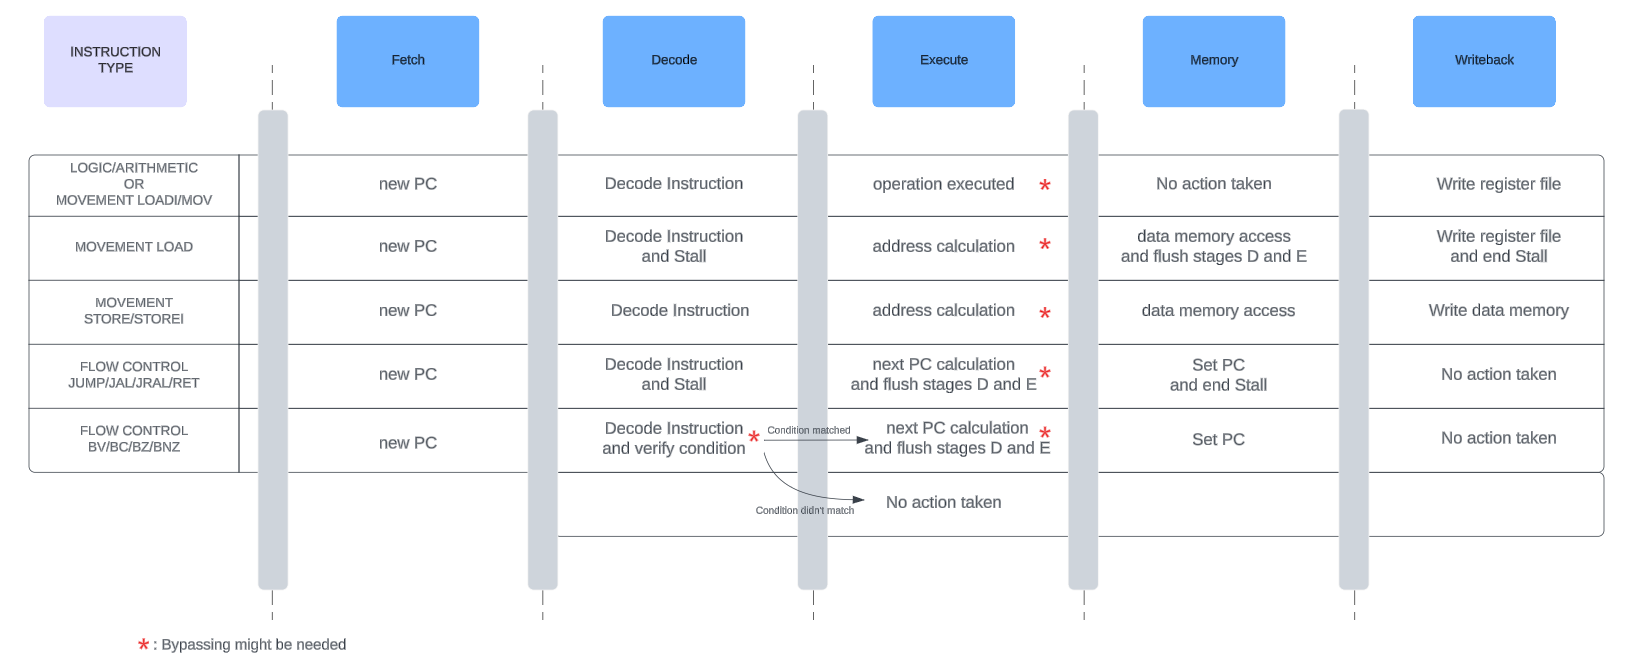 INSTRUCTION
TYPE
Fetch
Decode
Execute
Memory
Writeback
LOGIC/ARITHMETIC
OR
MOVEMENT LOADI/MOV
new PC
Decode Instruction
operation executed *
No action taken
Write register file
MOVEMENT LOAD
new PC
Decode Instruction
and Stall
address calculation *
data memory access
and flush stages D and E
Write register file
and end Stall
MOVEMENT
STORE/STOREI
new PC
Decode Instruction
address calculation *
data memory access
Write data memory
FLOW CONTROL
JUMP/JAL/JRAL/RET
new PC
Decode Instruction
and Stall
next PC calculation
and flush stages D and E *
Set PC
and end Stall
No action taken
FLOW CONTROL
BV/BC/BZ/BNZ
new PC
Decode Instruction
and verify condition *
Condition matched
next PC calculation
and flush stages D and E *
Set PC
No action taken
Condition didn't match
No action taken
* : Bypassing might be needed